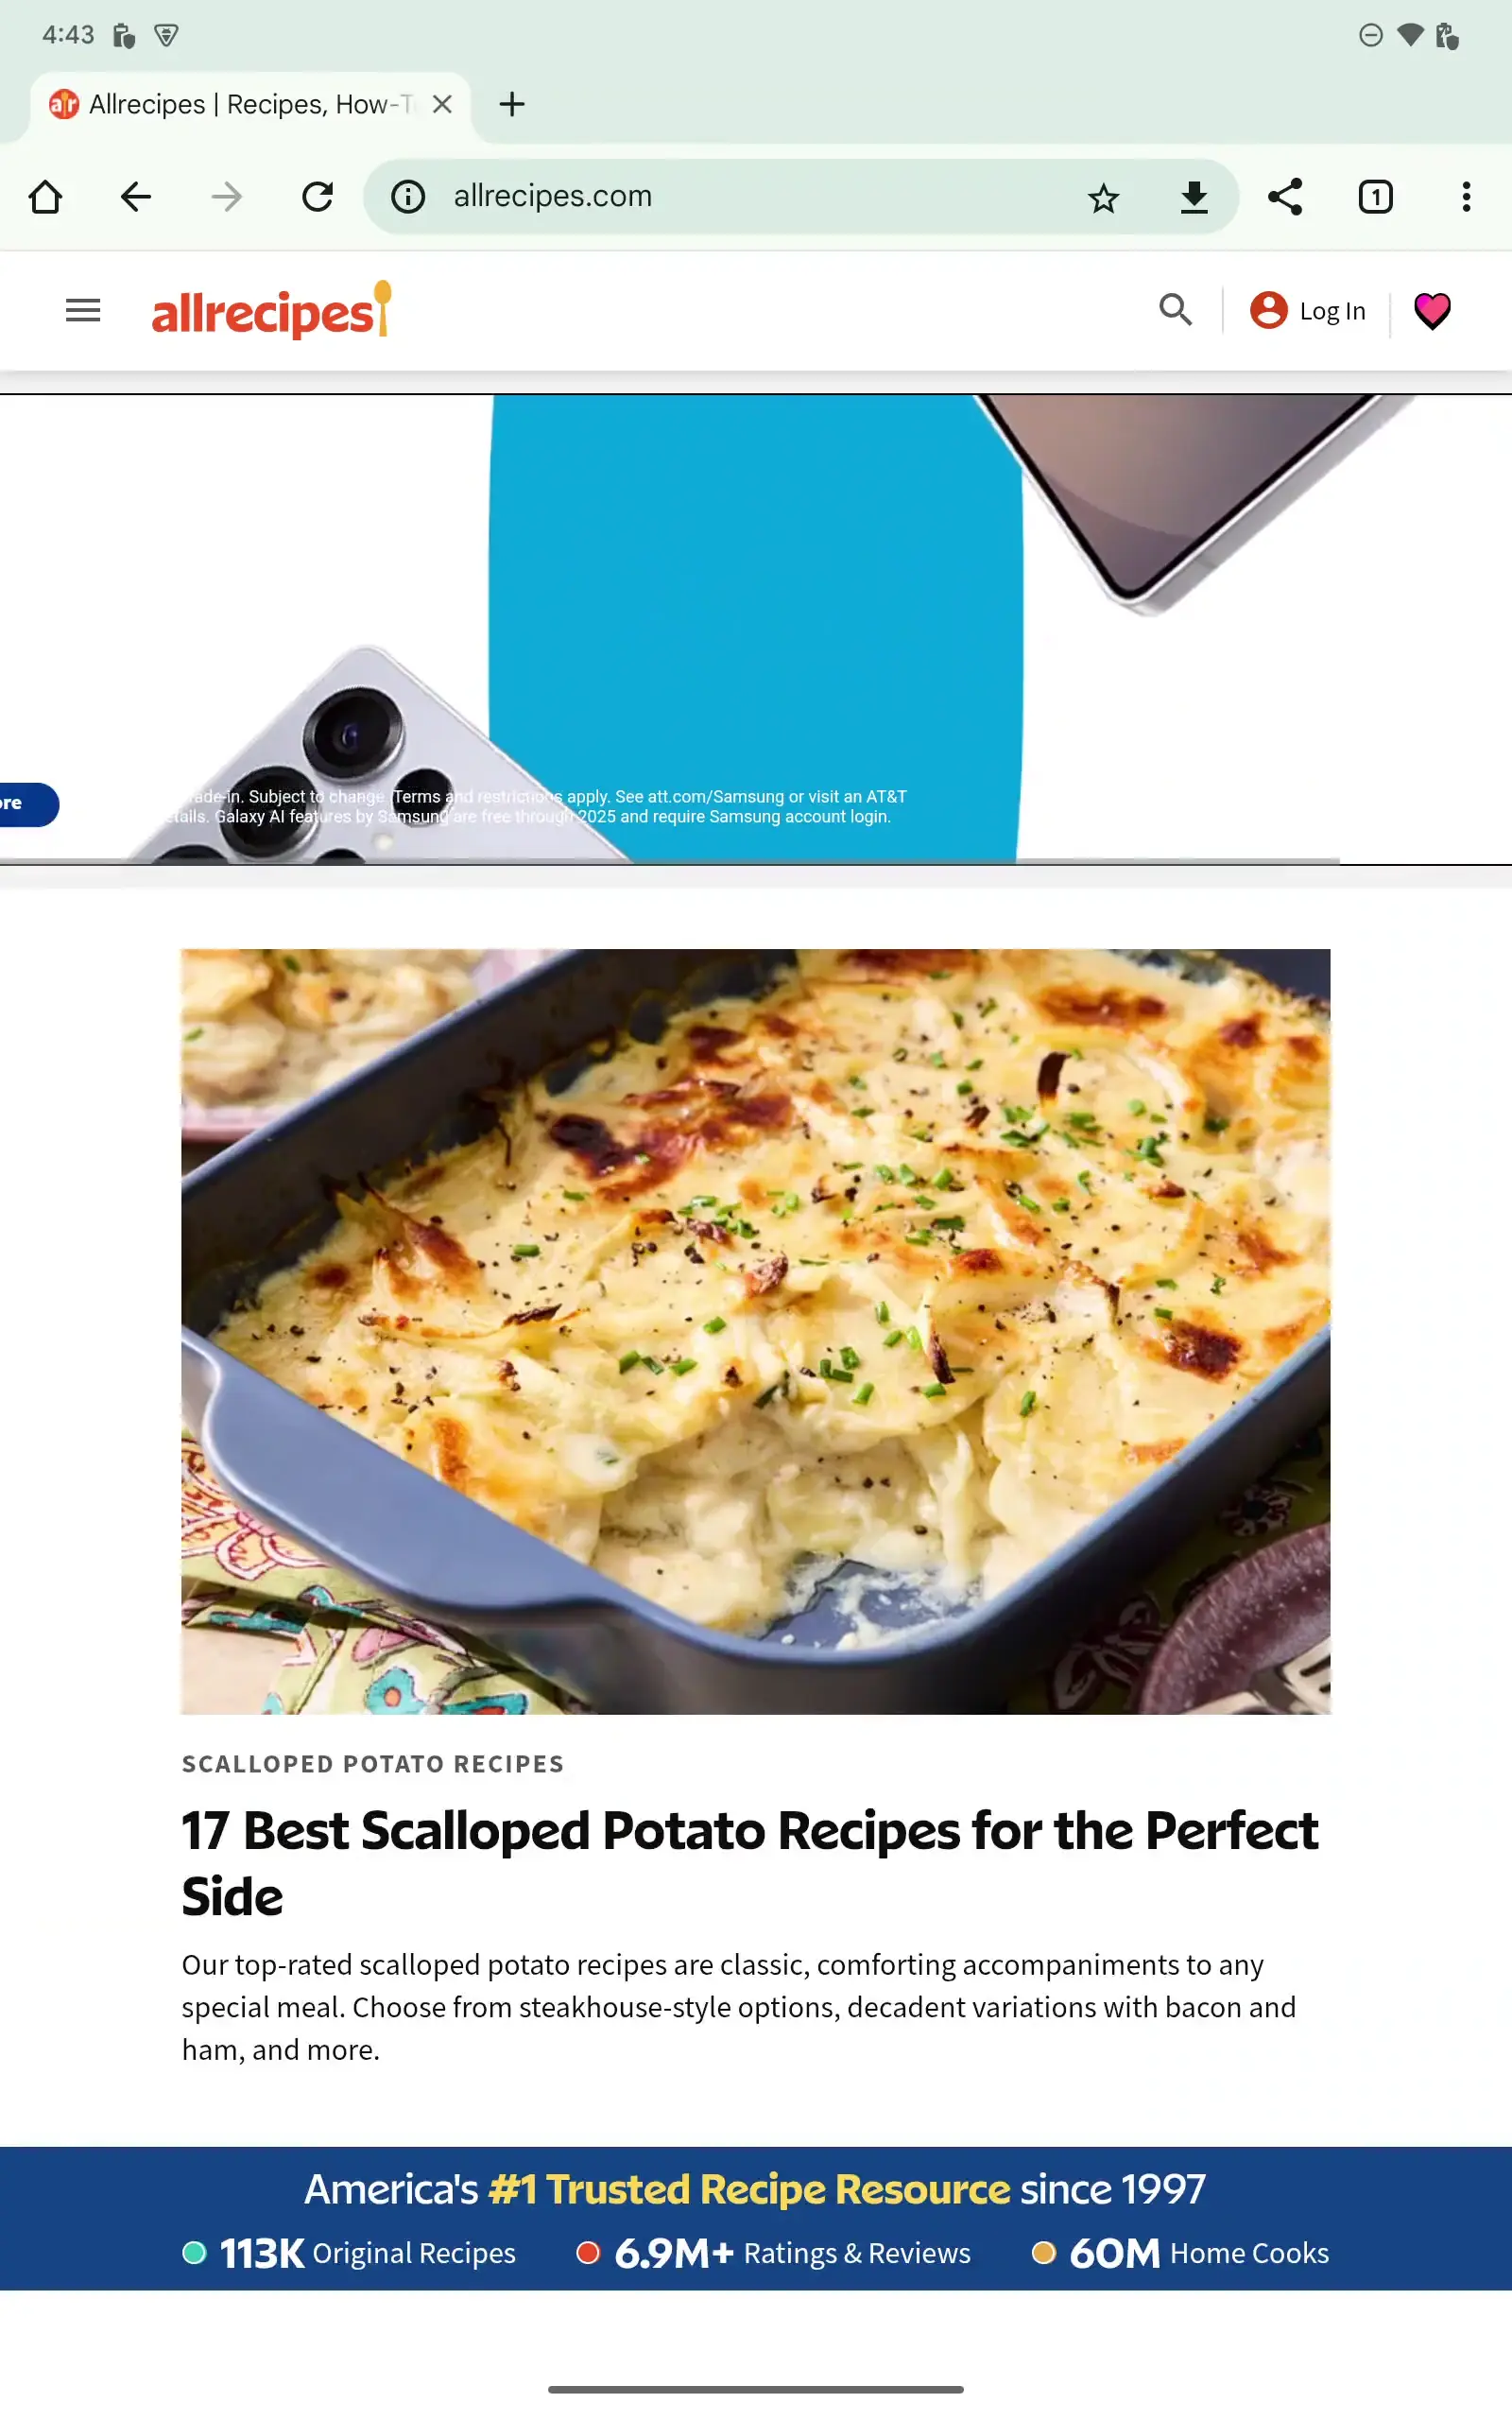 4:43
Allrecipes | Recipes, How-T
allrecipes.com
1
allrecipes
Log In
ade-in. Subject to change. Terms and restrictions apply. See att.com/Samsung or visit an AT&T
etails. Galaxy AI features by Samsung are free through 2025 and require Samsung account login.
ore
SCALLOPED POTATO RECIPES
17 Best Scalloped Potato Recipes for the Perfect
Side
Our top-rated scalloped potato recipes are classic, comforting accompaniments to any
special meal. Choose from steakhouse-style options, decadent variations with bacon and
ham, and more.
America's #1 Trusted Recipe Resource since 1997
113K Original Recipes 6.9M+ Ratings & Reviews 60M Home Cooks